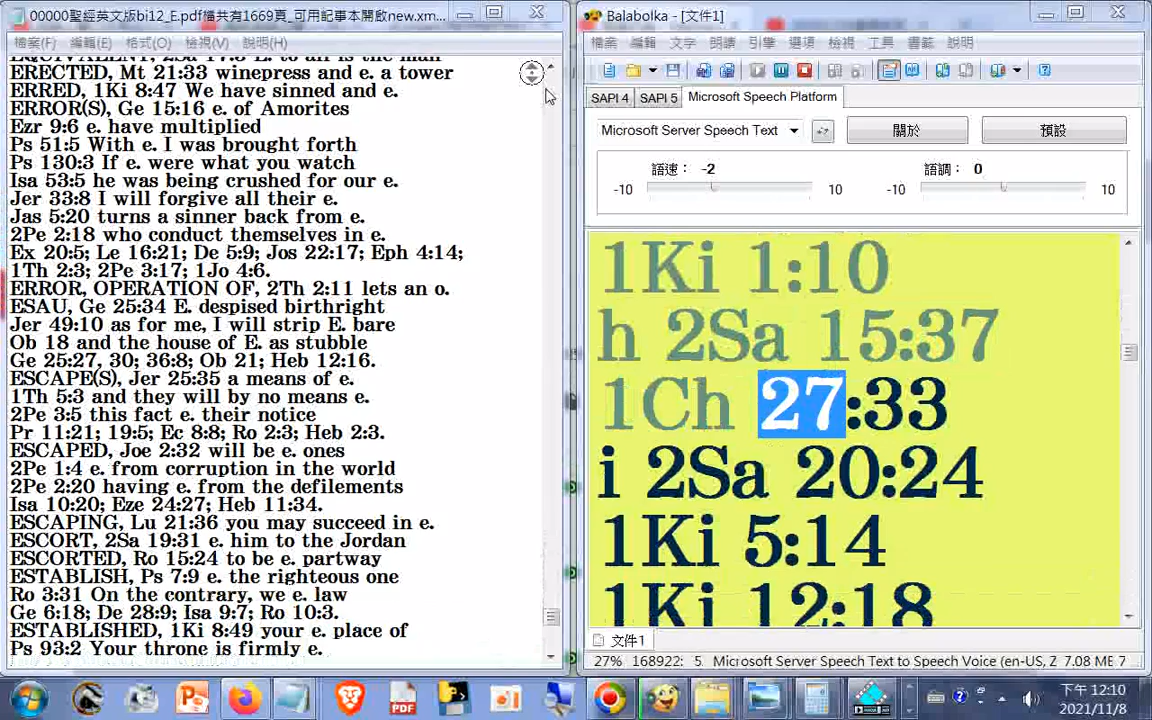 00000聖經英文版bi12_E.pdf檔共有1669頁_可用記事本開啟new.xm...
檔案(F) 編輯(E) 格式(O) 檢視(V) 說明(H)
EQUIVALENT, 2Sa 17:3 E. to all is the man
ERECTED, Mt 21:33 winepress and e. a tower
ERRED, 1Ki 8:47 We have sinned and e.
ERROR(S), Ge 15:16 e. of Amorites
Ezr 9:6 e. have multiplied
Ps 51:5 With e. I was brought forth
Ps 130:3 If e. were what you watch
Isa 53:5 he was being crushed for our e.
Jer 33:8 I will forgive all their e.
Jas 5:20 turns a sinner back from e.
2Pe 2:18 who conduct themselves in e.
Ex 20:5; Le 16:21; De 5:9; Jos 22:17; Eph 4:14;
1Th 2:3; 2Pe 3:17; 1Jo 4:6.
ERROR, OPERATION OF, 2Th 2:11 lets an o.
ESAU, Ge 25:34 E. despised birthright
Jer 49:10 as for me, I will strip E. bare
Ob 18 and the house of E. as stubble
Ge 25:27, 30; 36:8; Ob 21; Heb 12:16.
ESCAPE(S), Jer 25:35 a means of e.
1Th 5:3 and they will by no means e.
2Pe 3:5 this fact e. their notice
Pr 11:21; 19:5; Ec 8:8; Ro 2:3; Heb 2:3.
ESCAPED, Joe 2:32 will be e. ones
2Pe 1:4 e. from corruption in the world
2Pe 2:20 having e. from the defilements
Isa 10:20; Eze 24:27; Heb 11:34.
ESCAPING, Lu 21:36 you may succeed in e.
ESCORT, 2Sa 19:31 e. him to the Jordan
ESCORTED, Ro 15:24 to be e. partway
ESTABLISH, Ps 7:9 e. the righteous one
Ro 3:31 On the contrary, we e. law
Ge 6:18; De 28:9; Isa 9:7; Ro 10:3.
ESTABLISHED, 1Ki 8:49 your e. place of
Ps 93:2 Your throne is firmly e.
Balabolka - [文件1]
檔案 編輯 文字 朗讀 引擎 選項 檢視 工具 書籤 說明
SAPI 4 SAPI 5 Microsoft Speech Platform
Microsoft Server Speech Text 關於 預設
語速： -2 語調： 0
-10 10 -10 10
1Ki 1:10
h 2Sa 15:37
1Ch 27:33
i 2Sa 20:24
1Ki 5:14
1Ki 12:18
文件1
27% 168922: 5 Microsoft Server Speech Text to Speech Voice (en-US, Z 7.08 МЕ 7
PDF
下午 12:10
2021/11/8